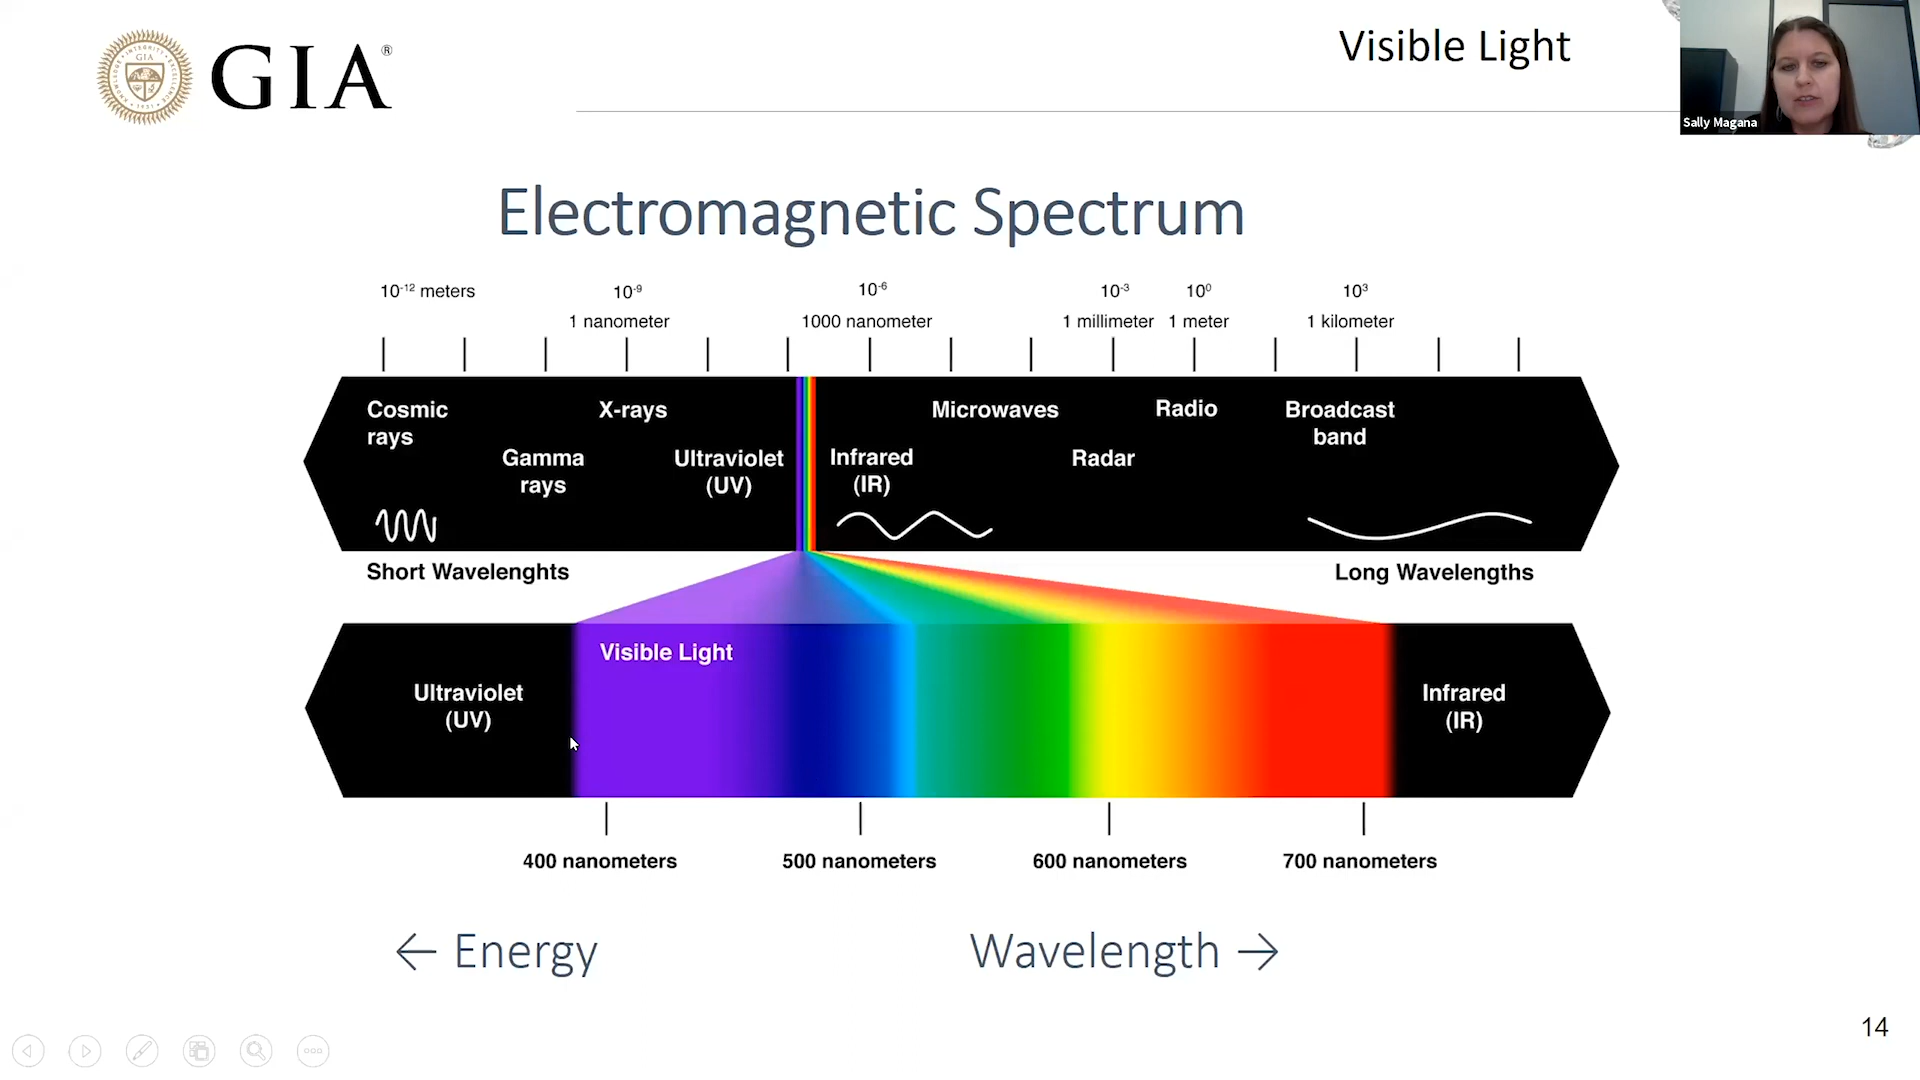 GIA®
Visible Light
Sally Magana
Electromagnetic Spectrum
10-12 meters 10-9 10-6 10-3 100 103
1 nanometer 1000 nanometer 1 millimeter 1 meter 1 kilometer
Cosmic rays X-rays Microwaves Radio Broadcast band
Gamma rays Ultraviolet (UV) Infrared (IR) Radar
Short Wavelenghts Long Wavelengths
Visible Light
Ultraviolet (UV) Infrared (IR)
400 nanometers 500 nanometers 600 nanometers 700 nanometers
← Energy Wavelength →
14